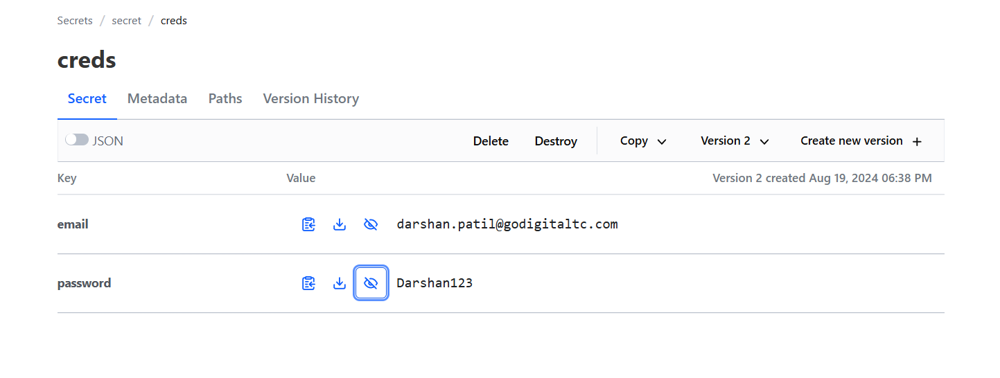 Secrets / secret / creds
creds
Secret Metadata Paths Version History
JSON Delete Destroy Copy Version 2 Create new version +
Key Value Version 2 created Aug 19, 2024 06:38 PM
email darshan.patil@godigitaltc.com
password Darshan123